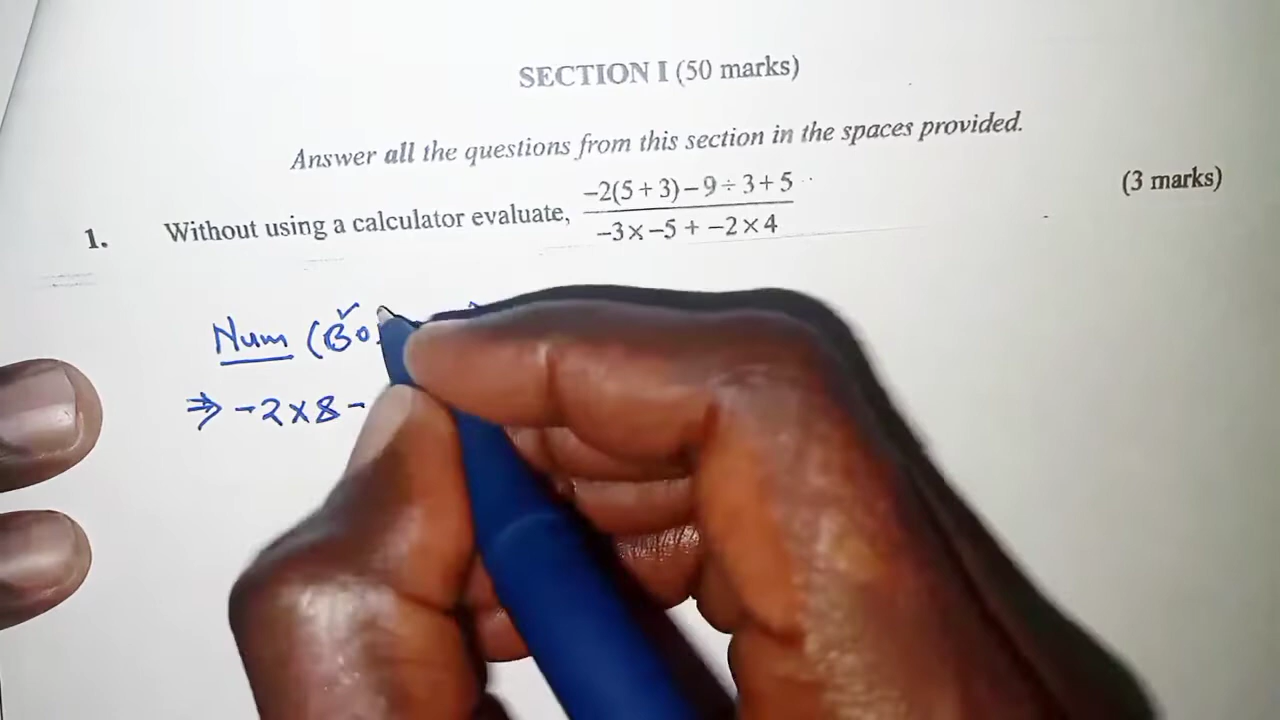 SECTION I (50 marks)
Answer all the questions from this section in the spaces provided.
1. Without using a calculator evaluate, (3 marks)
−2(5 + 3) − 9 ÷ 3 + 5
−3 × −5 + −2 × 4
Num (Bo
⇒ -2×8 -